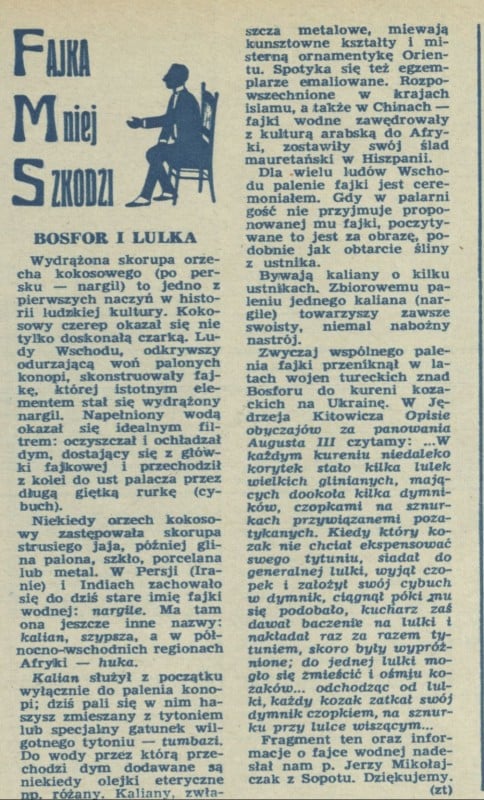 FAJKA
Mniej
SZKODZI
BOSFOR I LULKA
Wydrążona skorupa orze-
cha kokosowego (po per-
sku — nargil) to jedno z
pierwszych naczyń w histo-
rii ludzkiej kultury. Koko-
sowy czerep okazał się nie
tylko doskonałą czarką. Lu-
dy Wschodu, odkrywszy
odurzającą woń palonych
konopi, skonstruowały faj-
kę, której istotnym ele-
mentem stał się wydrążony
nargil. Napełniony wodą
okazał się idealnym fil-
trem: oczyszczał i ochładzał
dym, dostający się z głów-
ki fajkowej i przechodził
z kolei do ust palacza przez
długą giętką rurkę (cy-
buch).
Niekiedy orzech kokoso-
wy zastępowała skorupa
strusiego jaja, później gli-
na palona, szkło, porcelana
lub metal. W Persji (Ira-
nie) i Indiach zachowało
się do dziś stare imię fajki
wodnej: nargile. Ma tam
ona jeszcze inne nazwy:
kalian, szypsza, a w pół-
nocno-wschodnich regionach
Afryki — huka.
Kalian służył z początku
wyłącznie do palenia kono-
pi; dziś pali się w nim ha-
szysz zmieszany z tytoniem
lub specjalny gatunek wil-
gotnego tytoniu — tumbazi.
Do wody przez którą prze-
chodzi dym dodawane są
niekiedy olejki eteryczne
np. różany. Kaliany, zwła-
szcza metalowe, miewają
kunsztowne kształty i mi-
sterną ornamentykę Orien-
tu. Spotyka się też egzem-
plarze emaliowane. Rozpo-
wszechnione w krajach
islamu, a także w Chinach —
fajki wodne zawędrowały
z kulturą arabską do Afry-
ki, zostawiły swój ślad
mauretański w Hiszpanii.
Dla wielu ludów Wscho-
du palenie fajki jest cere-
moniałem. Gdy w palarni
gość nie przyjmuje propo-
nowanej mu fajki, poczyty-
wane to jest za obrazę, po-
dobnie jak obtarcie śliny
z ustnika.
Bywają kaliany o kilku
ustnikach. Zbiorowemu pa-
leniu jednego kaliana (nar-
gile) towarzyszy zawsze
swoisty, niemal nabożny
nastrój.
Zwyczaj wspólnego pale-
nia fajki przeniknął w la-
tach wojen tureckich znad
Bosforu do kureni koza-
ckich na Ukrainę. W Ję-
drzeja Kitowicza Opisie
obyczajów za panowania
Augusta III czytamy: ...W
każdym kureniu niedaleko
korytek stało kilka lulek
wielkich glinianych, mają-
cych dookoła kilka dymni-
ków, czopkami na sznur-
kach przywiązanemi poza-
tykanych. Kiedy który ko-
zak nie chciał ekspensować
swego tytuniu, siadał do
generalnej lulki, wyjął czo-
pek i założył swój cybuch
w dymnik, ciągnął póki mu
się podobało, kucharz zaś
dawał baczenie na lulki i
nakładał raz za razem ty-
tuniem, skoro były wypróż-
nione; do jednej lulki mo-
gło się zmieścić i ośmju ko-
zaków... odchodząc od lul-
ki, każdy kozak zatkał swój
dymnik czopkiem, na sznur-
ku przy lulce wiszącym...
Fragment ten oraz infor-
macje o fajce wodnej nade-
słał nam p. Jerzy Mikołaj-
czak z Sopotu. Dziękujemy.
(zt)